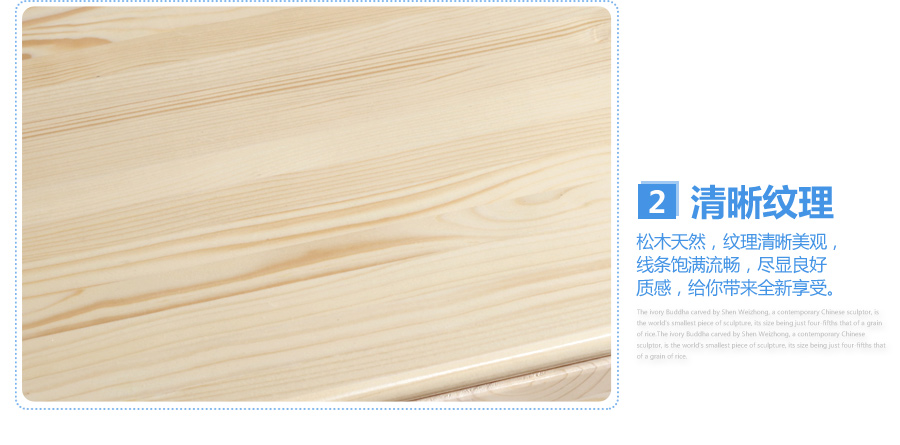 2 清晰纹理
松木天然，纹理清晰美观，
线条饱满流畅，尽显良好
质感，给你带来全新享受。
The Ivory Buddha carved by Shen Weizhong, a contemporary Chinese sculptor, is
the world's smallest piece of sculpture, its size being just four-fifths that of a grain
of rice.The Ivory Buddha carved by Shen Weizhong, a contemporary Chinese
sculptor, is the world's smallest piece of sculpture, its size being just four-fifths that
of a grain of rice.